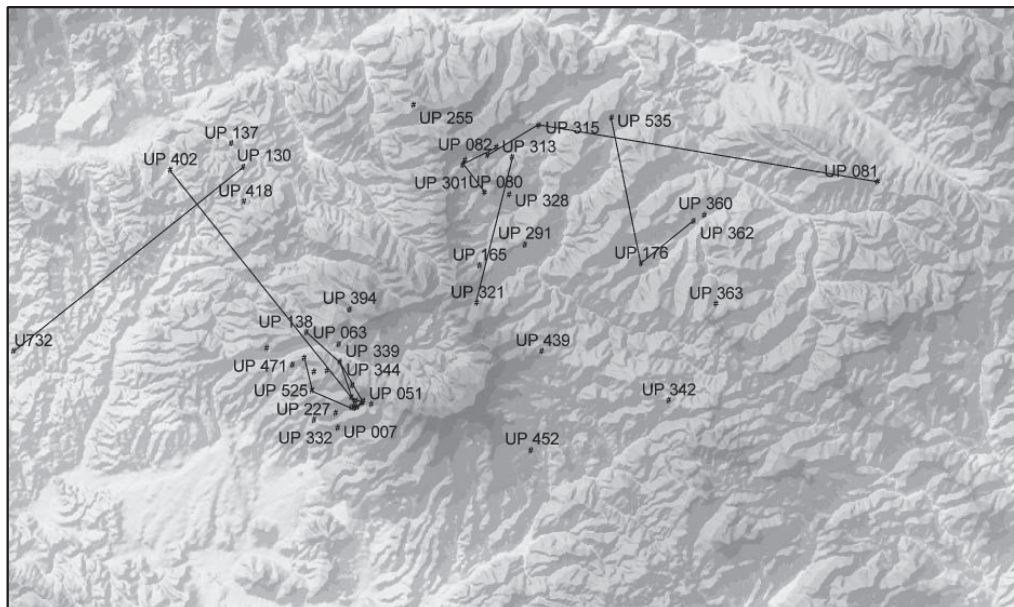 UP 255
UP 535
UP 315
UP 137
UP 082
UP 313
UP 130
UP 402
UP 081
UP 301
UP 080
UP 418
UP 328
UP 360
UP 362
UP 291
UP 165
UP 176
UP 321
UP 394
UP 363
UP 138
UP 063
U732
UP 339
UP 439
UP 471
UP 344
UP 525
UP 051
UP 342
UP 227
UP 332
UP 007
UP 452